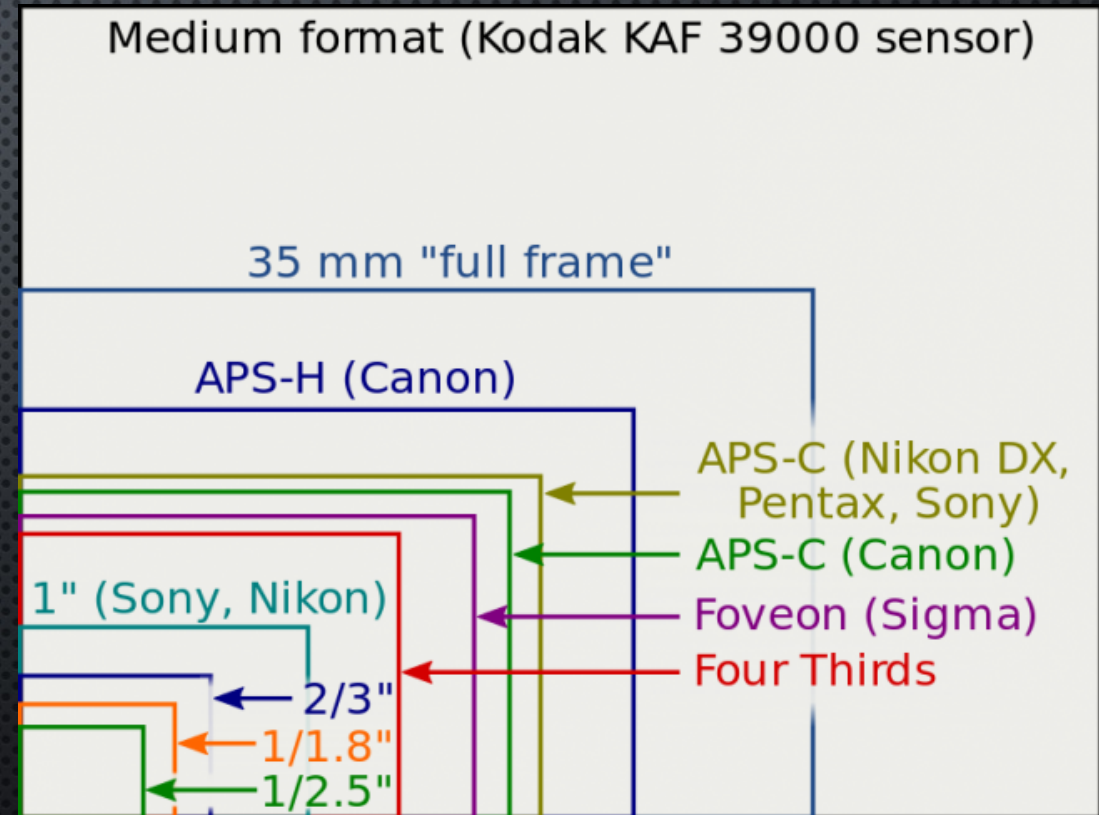 Medium format (Kodak KAF 39000 sensor)
35 mm "full frame"
APS-H (Canon)
APS-C (Nikon DX,
Pentax, Sony)
APS-C (Canon)
Foveon (Sigma)
Four Thirds
1" (Sony, Nikon)
2/3"
1/1.8"
1/2.5"